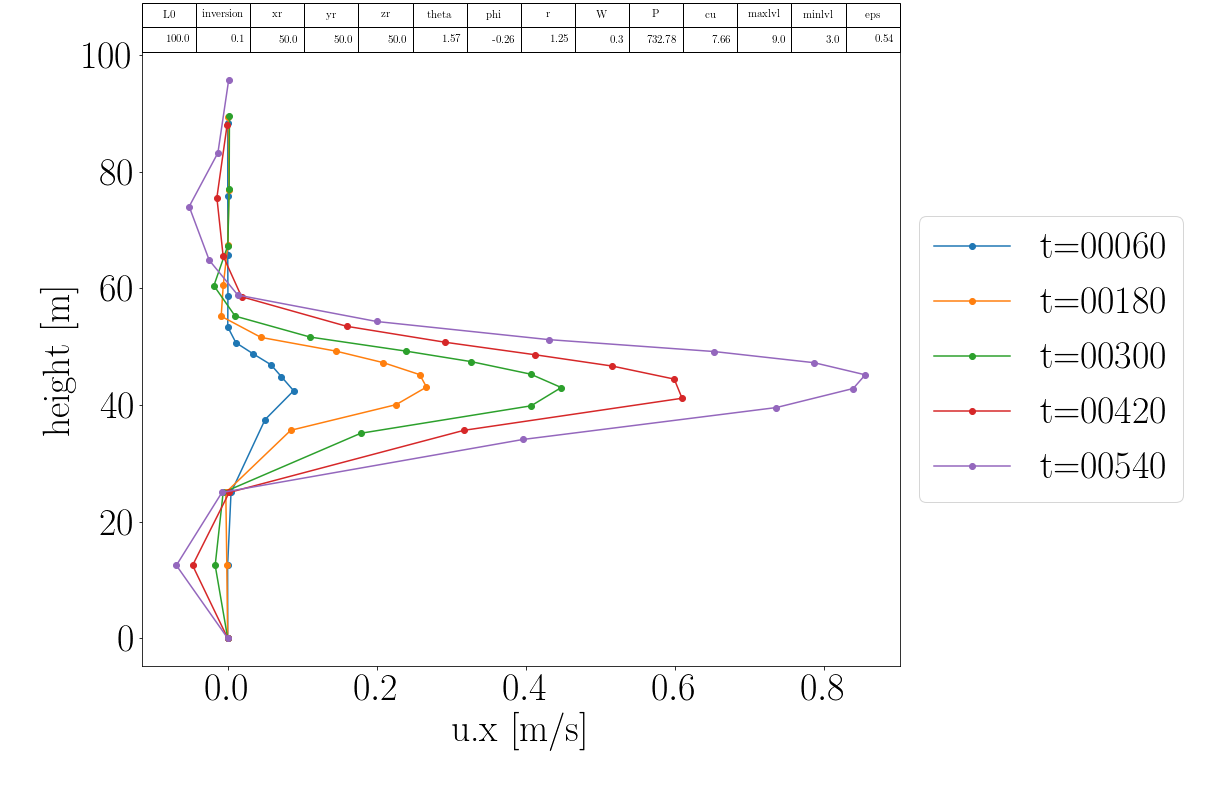 L0 inversion xr yr zr theta phi r W P cu maxlvl minlvl eps
100.0 0.1 50.0 50.0 50.0 1.57 -0.26 1.25 0.3 732.78 7.66 9.0 3.0 0.54
100
80
60
40
20
0
height [m]
0.0 0.2 0.4 0.6 0.8
u.x [m/s]
t=00060
t=00180
t=00300
t=00420
t=00540